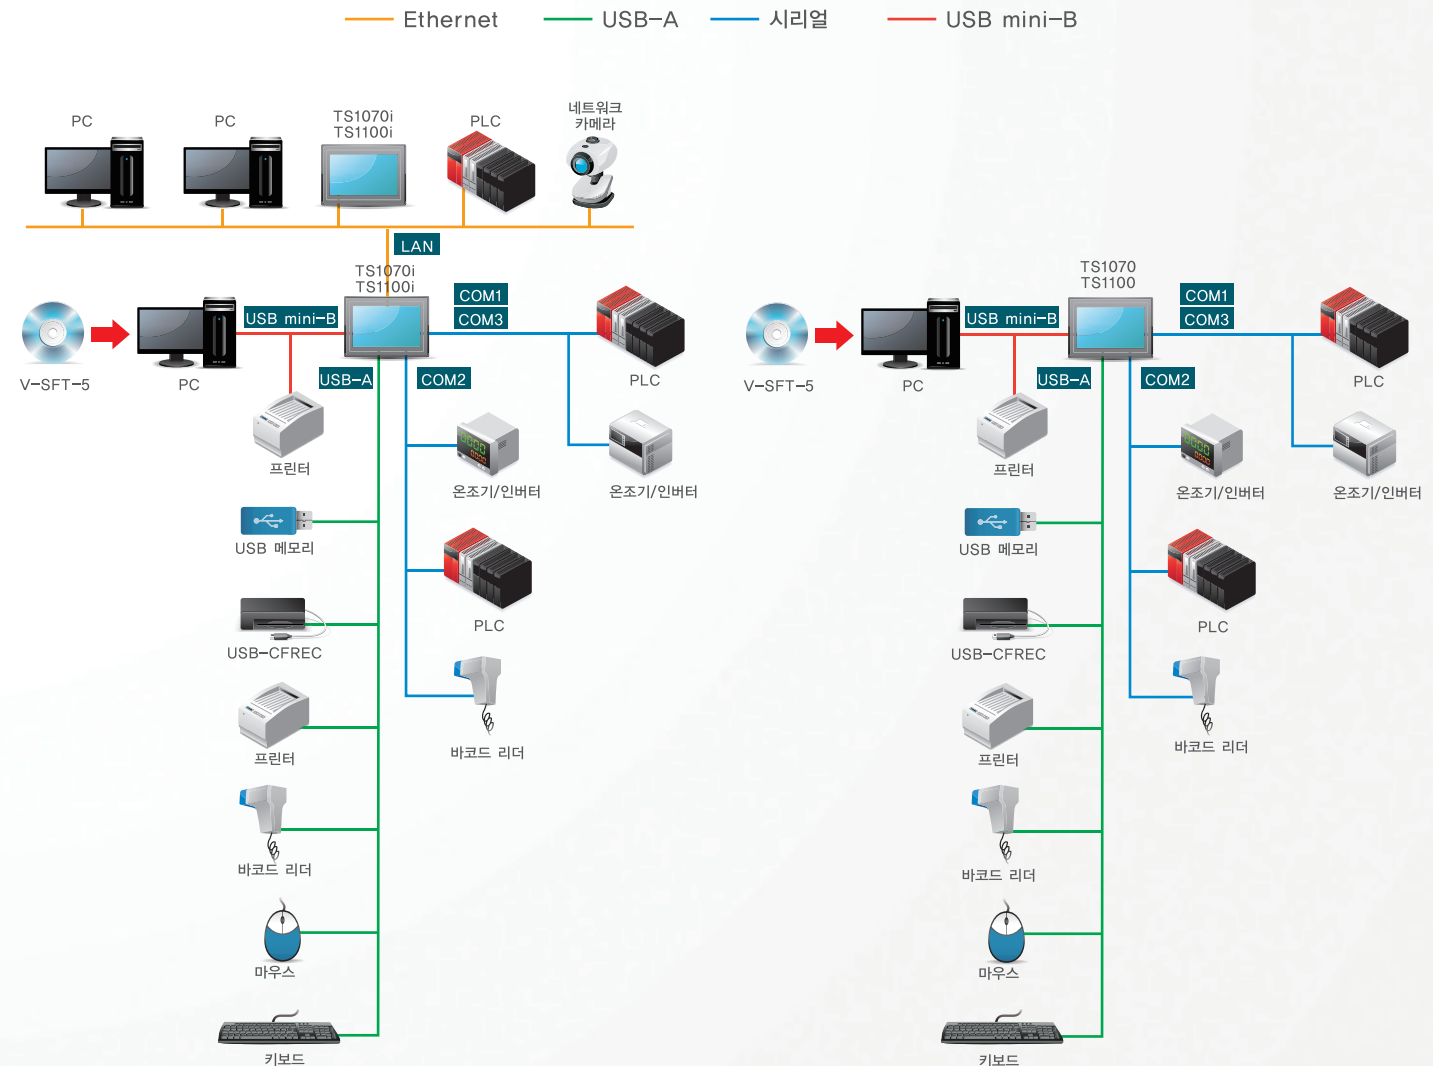 Ethernet
USB-A
시리얼
USB mini-B
PC
PC
TS1070i
TS1100i
PLC
네트워크
카메라
LAN
TS1070i
TS1100i
COM1
COM3
USB mini-B
V-SFT-5
PC
USB-A
COM2
PLC
프린터
온조기/인버터
온조기/인버터
USB 메모리
PLC
USB-CFREC
프린터
바코드 리더
바코드 리더
마우스
키보드
TS1070
TS1100
COM1
COM3
USB mini-B
V-SFT-5
PC
USB-A
COM2
PLC
프린터
온조기/인버터
온조기/인버터
USB 메모리
PLC
USB-CFREC
프린터
바코드 리더
바코드 리더
마우스
키보드